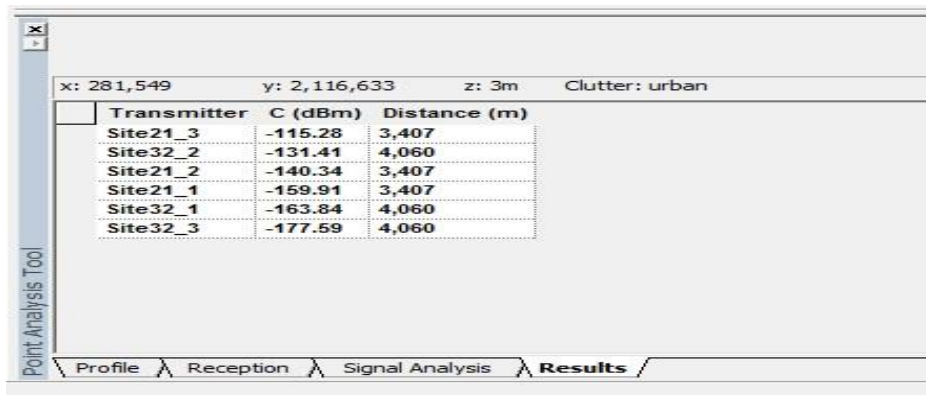 x: 281,549 y: 2,116,633 z: 3m Clutter: urban
Transmitter C (dBm) Distance (m)
Site21_3 -115.28 3,407
Site32_2 -131.41 4,060
Site21_2 -140.34 3,407
Site21_1 -159.91 3,407
Site32_1 -163.84 4,060
Site32_3 -177.59 4,060
Point Analysis Tool
Profile Reception Signal Analysis Results